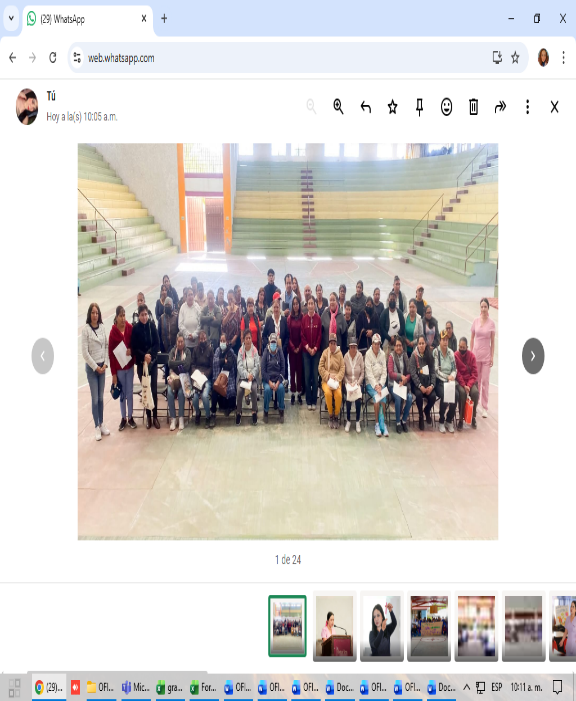 (29) WhatsApp
web.whatsapp.com
Tú
Hoy a la(s) 10:05 a.m.
1 de 24
(29)...
OFI...
Mic...
gra...
For...
OFI...
OFI...
OFI...
Doc...
OFI...
OFI...
Doc...
ESP
10:11 a. m.